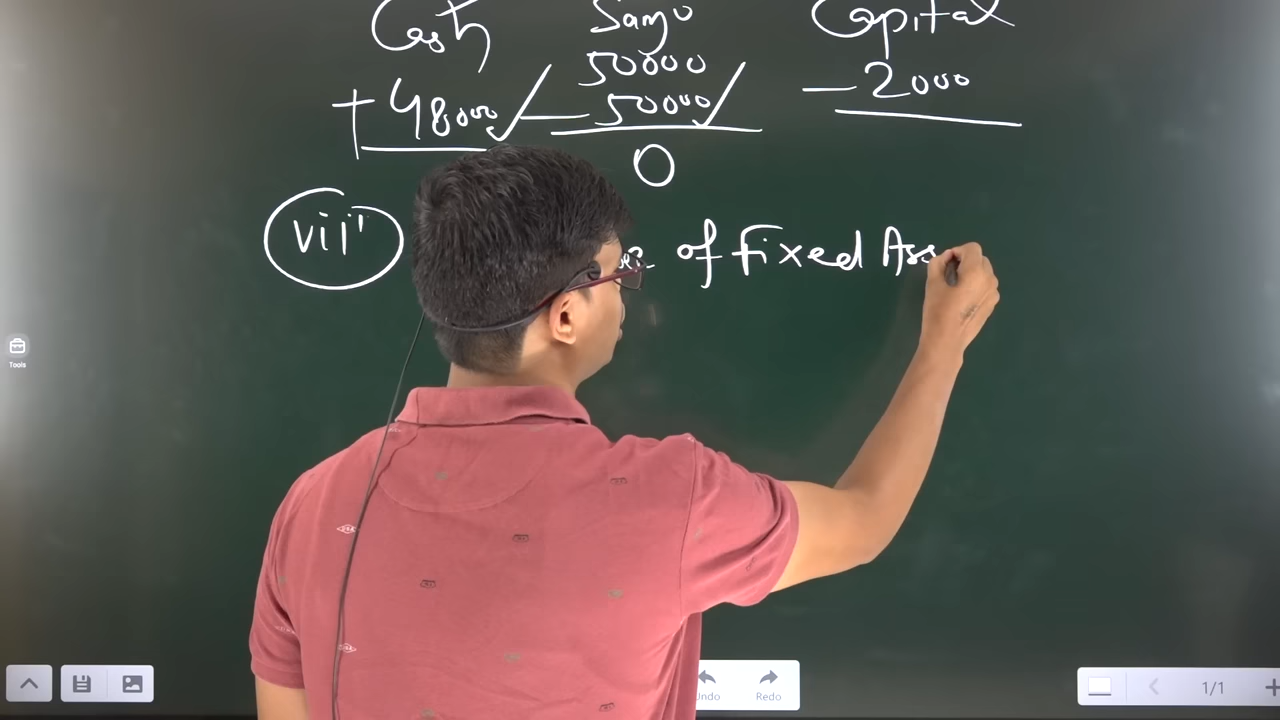 Cash Sanju Capital
50000
+48000 — 50000 — 2000
0
vii of Fixed Ass
Tools
Undo Redo
1/1